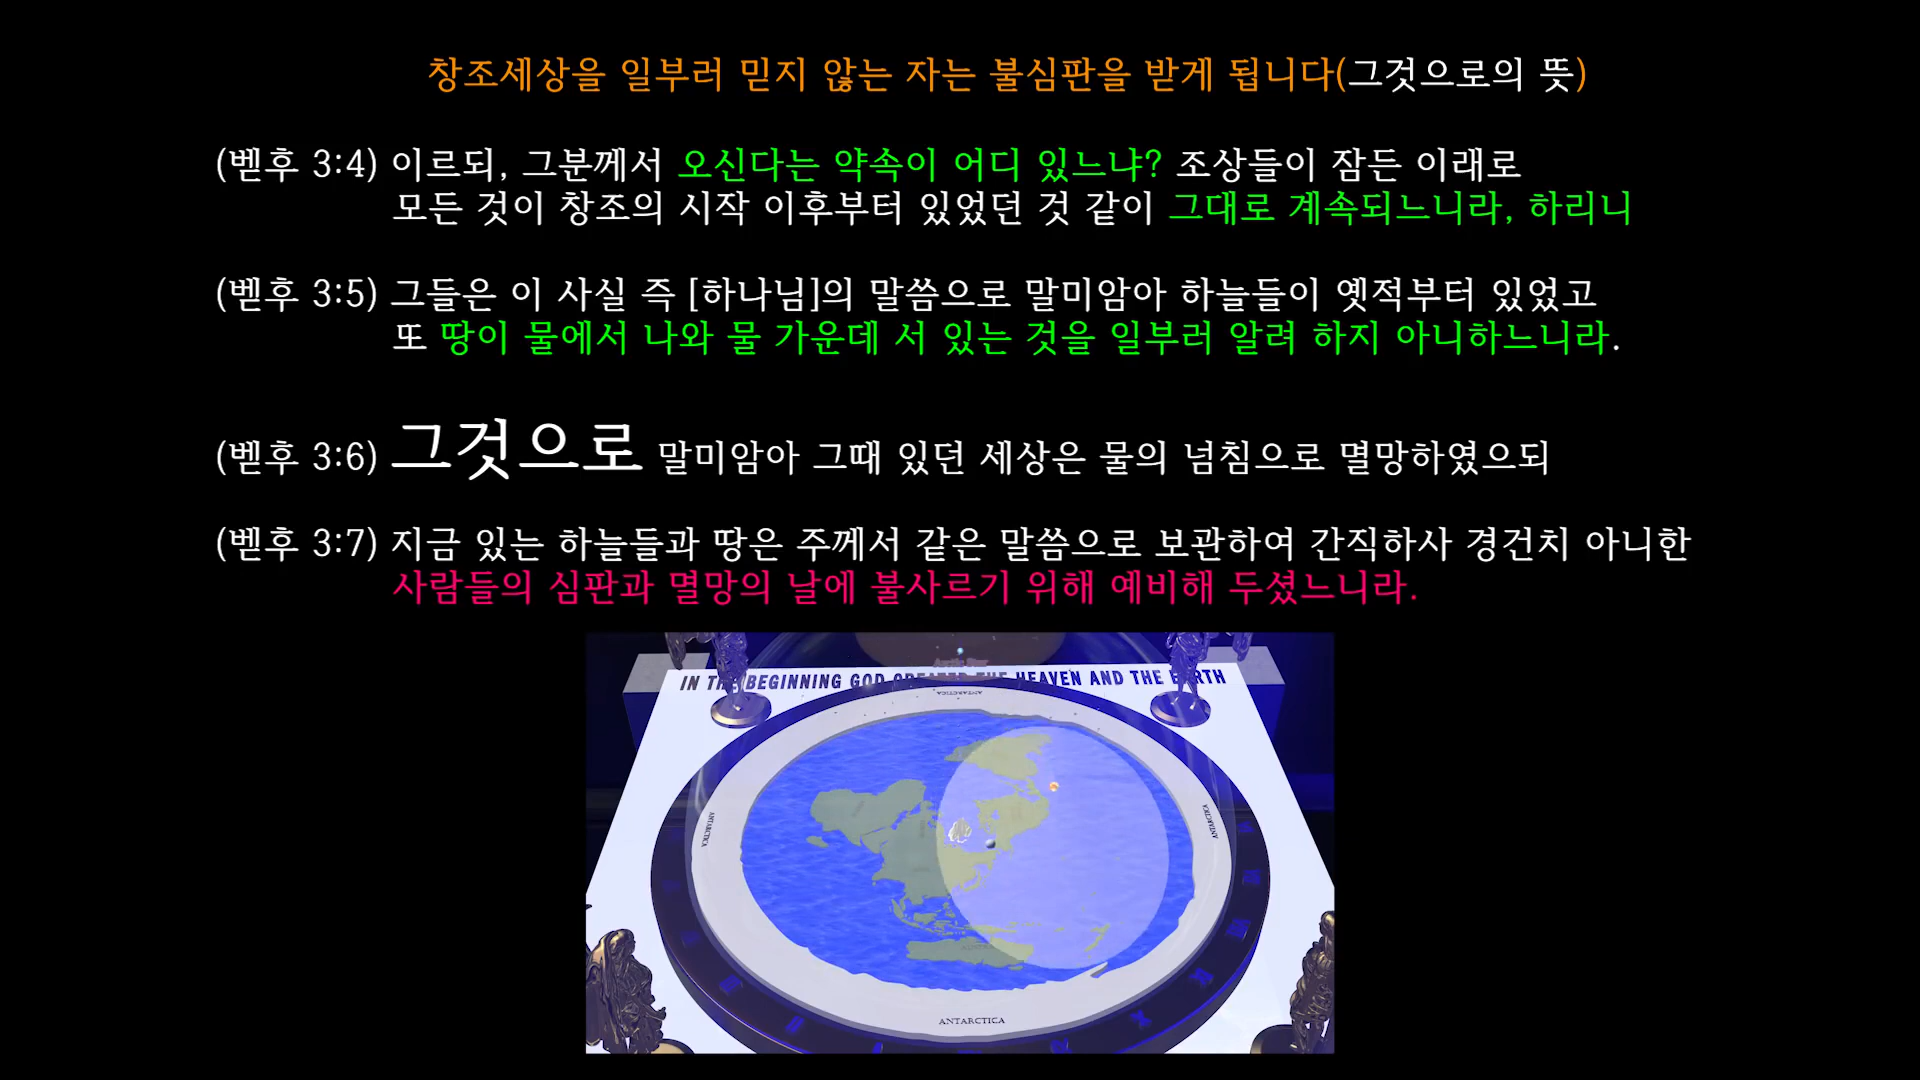 창조세상을 일부러 믿지 않는 자는 불심판을 받게 됩니다(그것으로의 뜻)
(벧후 3:4) 이르되, 그분께서 오신다는 약속이 어디 있느냐? 조상들이 잠든 이래로
모든 것이 창조의 시작 이후부터 있었던 것 같이 그대로 계속되느니라, 하리니
(벧후 3:5) 그들은 이 사실 즉 [하나님]의 말씀으로 말미암아 하늘들이 옛적부터 있었고
또 땅이 물에서 나와 물 가운데 서 있는 것을 일부러 알려 하지 아니하느니라.
(벧후 3:6) 그것으로 말미암아 그때 있던 세상은 물의 넘침으로 멸망하였으되
(벧후 3:7) 지금 있는 하늘들과 땅은 주께서 같은 말씀으로 보관하여 간직하사 경건치 아니한
사람들의 심판과 멸망의 날에 불사르기 위해 예비해 두셨느니라.
IN THE BEGINNING GOD CREATED THE HEAVEN AND THE EARTH
ANTARCTICA
ANTARCTICA
ANTARCTICA
ANTARCTICA